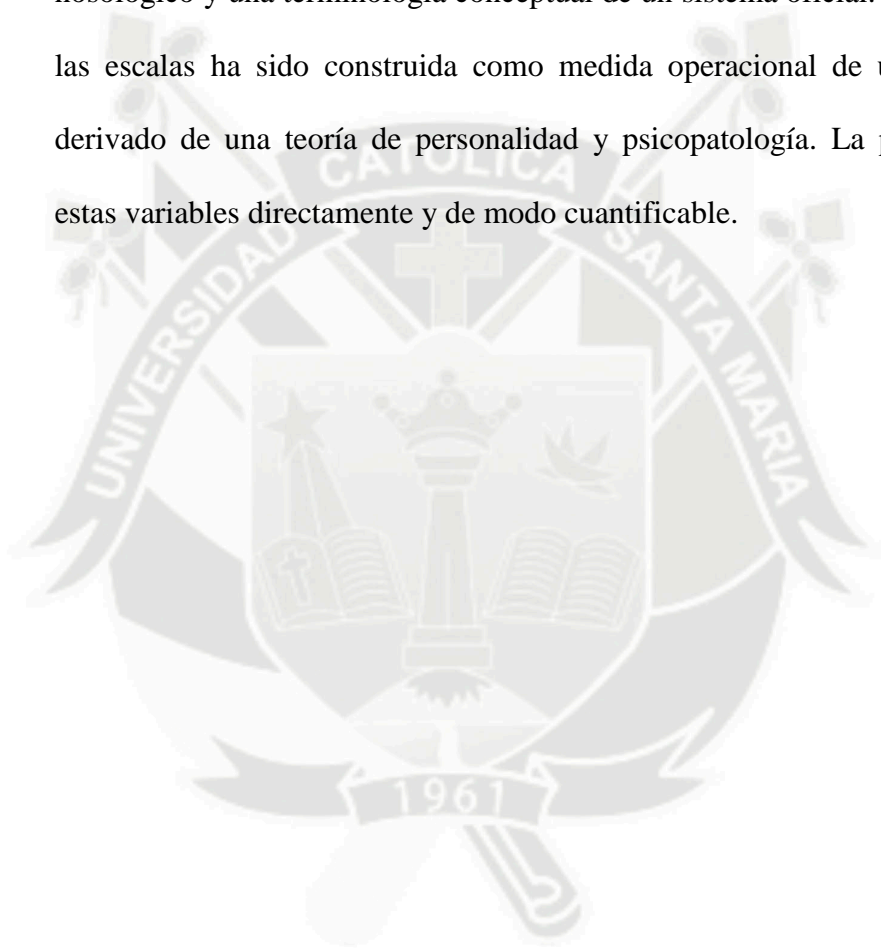 nosológico y una terminología conceptual de un sistema oficial.
las escalas ha sido construida como medida operacional de
derivado de una teoría de personalidad y psicopatología. La
estas variables directamente y de modo cuantificable.
UNIVERSIDAD CATOLICA SANTA MARIA
1961